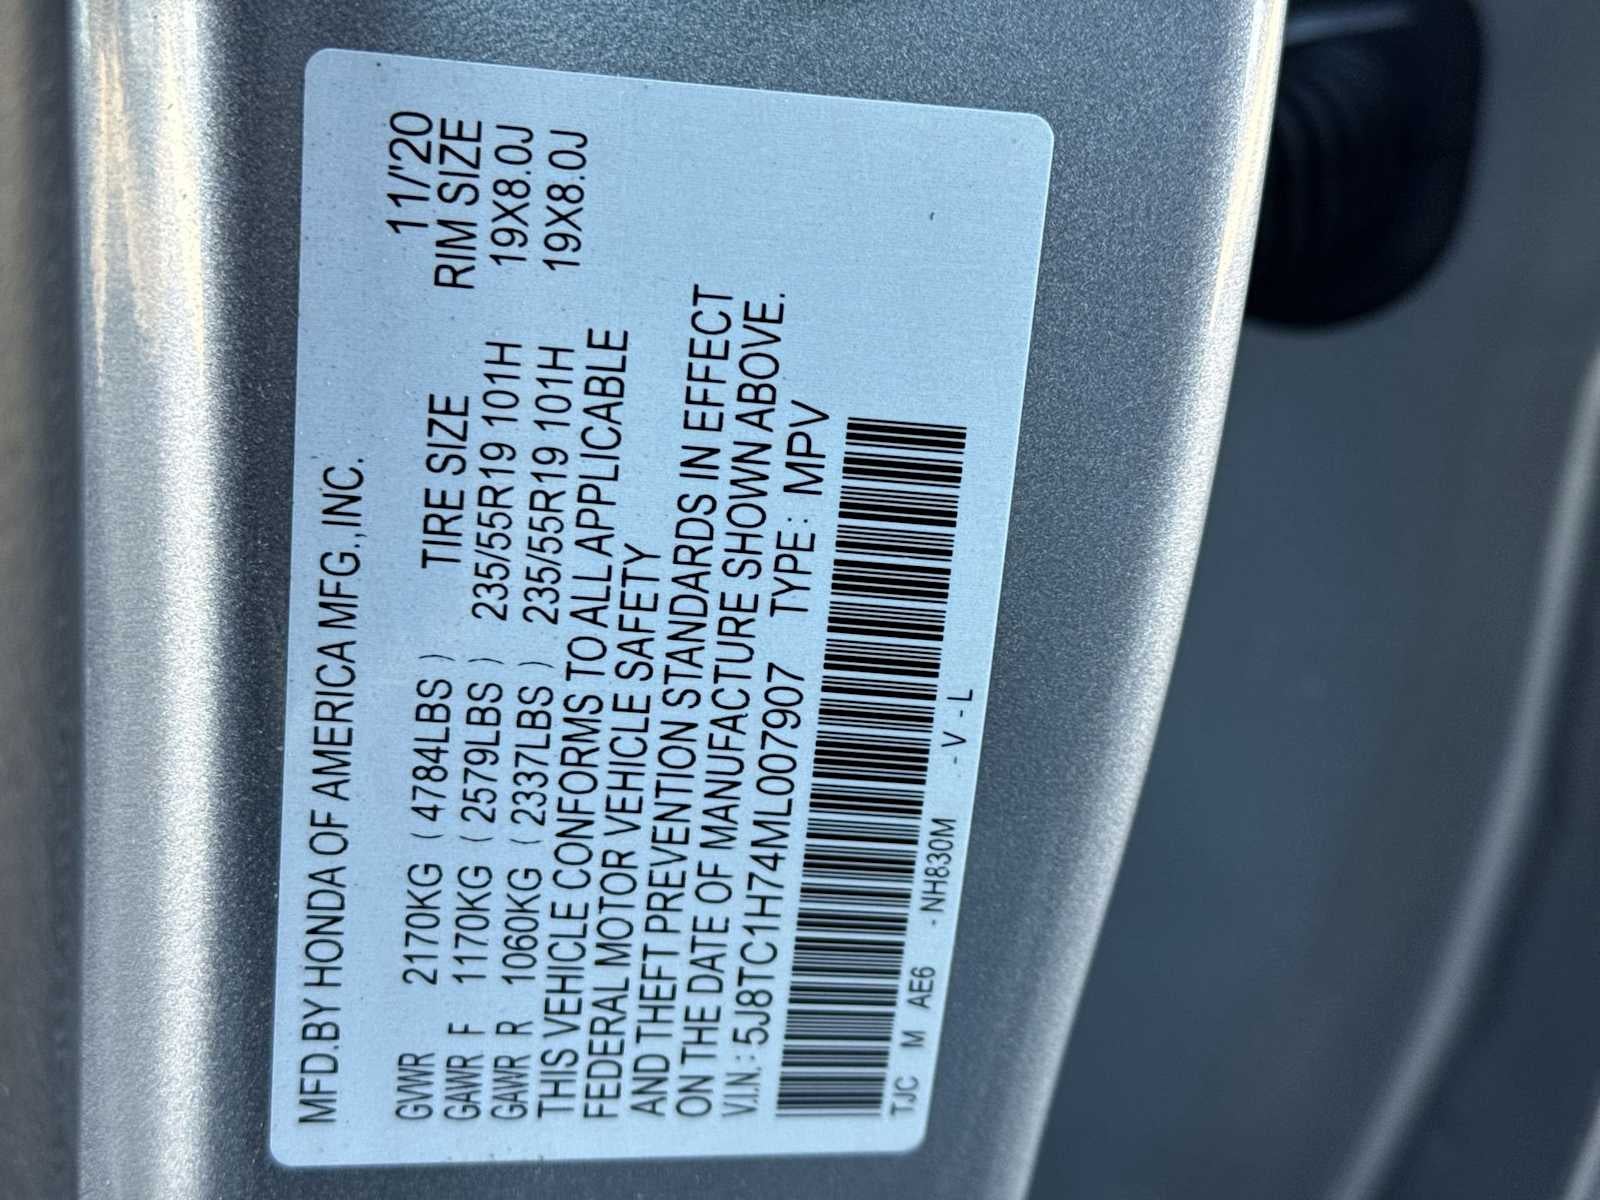 MFD.BY HONDA OF AMERICA MFG.,INC.
11/'20
GVWR 2170KG (4784LBS) TIRE SIZE RIM SIZE
GAWR F 1170KG (2579LBS) 235/55R19 101H 19X8.0J
GAWR R 1060KG (2337LBS) 235/55R19 101H 19X8.0J
THIS VEHICLE CONFORMS TO ALL APPLICABLE
FEDERAL MOTOR VEHICLE SAFETY
AND THEFT PREVENTION STANDARDS IN EFFECT
ON THE DATE OF MANUFACTURE SHOWN ABOVE.
V.I.N.: 5J8TC1H74ML007907 TYPE: MPV
TJC M AE6 -NH830M -V-L